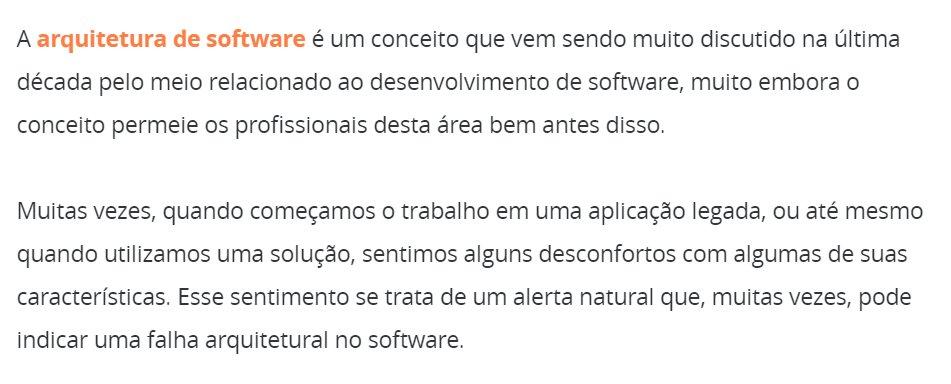 A arquitetura de software é um conceito que vem sendo muito discutido na última
década pelo meio relacionado ao desenvolvimento de software, muito embora o
conceito permeie os profissionais desta área bem antes disso.
Muitas vezes, quando começamos o trabalho em uma aplicação legada, ou até mesmo
quando utilizamos uma solução, sentimos alguns desconfortos com algumas de suas
características. Esse sentimento se trata de um alerta natural que, muitas vezes, pode
indicar uma falha arquitetural no software.